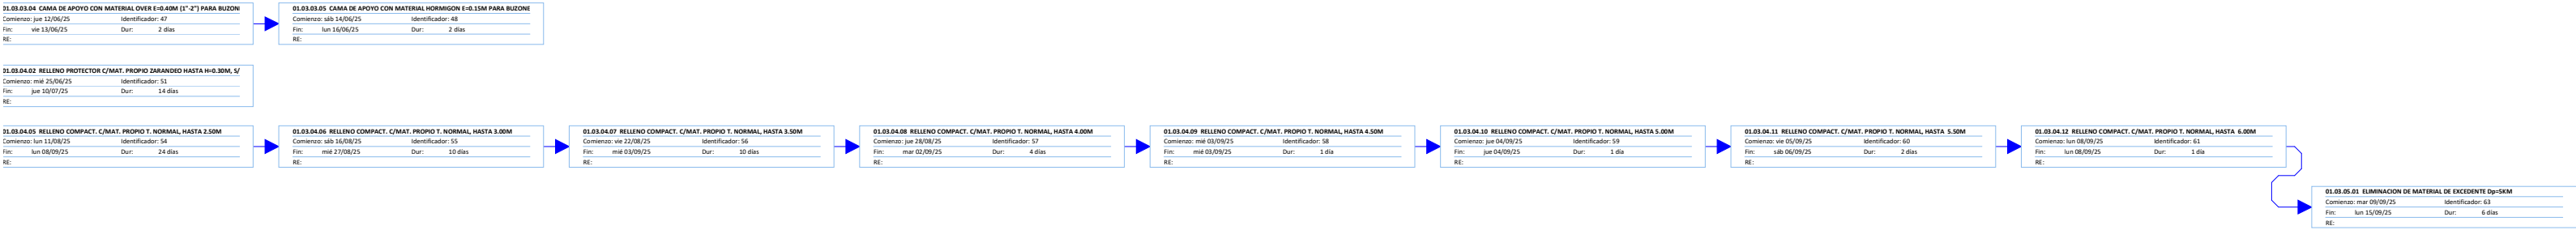 01.03.03.04 CAMA DE APOYO CON MATERIAL OVER E=0.40M (1"-2") PARA BUZON
Comienzo: jue 12/06/25 Identificador: 47
Fin: vie 13/06/25 Dur: 2 días
RE:
01.03.03.05 CAMA DE APOYO CON MATERIAL HORMIGON E=0.15M PARA BUZONE
Comienzo: sáb 14/06/25 Identificador: 48
Fin: lun 16/06/25 Dur: 2 días
RE:
01.03.04.02 RELLENO PROTECTOR C/MAT. PROPIO ZARANDEO HASTA H=0.30M, S/
Comienzo: mié 25/06/25 Identificador: 51
Fin: jue 10/07/25 Dur: 14 días
RE:
01.03.04.05 RELLENO COMPACT. C/MAT. PROPIO T. NORMAL, HASTA 2.50M
Comienzo: lun 11/08/25 Identificador: 54
Fin: lun 08/09/25 Dur: 24 días
RE:
01.03.04.06 RELLENO COMPACT. C/MAT. PROPIO T. NORMAL, HASTA 3.00M
Comienzo: sáb 16/08/25 Identificador: 55
Fin: mié 27/08/25 Dur: 10 días
RE:
01.03.04.07 RELLENO COMPACT. C/MAT. PROPIO T. NORMAL, HASTA 3.50M
Comienzo: vie 22/08/25 Identificador: 56
Fin: mié 03/09/25 Dur: 10 días
RE:
01.03.04.08 RELLENO COMPACT. C/MAT. PROPIO T. NORMAL, HASTA 4.00M
Comienzo: jue 28/08/25 Identificador: 57
Fin: mar 02/09/25 Dur: 4 días
RE:
01.03.04.09 RELLENO COMPACT. C/MAT. PROPIO T. NORMAL, HASTA 4.50M
Comienzo: mié 03/09/25 Identificador: 58
Fin: mié 03/09/25 Dur: 1 día
RE:
01.03.04.10 RELLENO COMPACT. C/MAT. PROPIO T. NORMAL, HASTA 5.00M
Comienzo: jue 04/09/25 Identificador: 59
Fin: jue 04/09/25 Dur: 1 día
RE:
01.03.04.11 RELLENO COMPACT. C/MAT. PROPIO T. NORMAL, HASTA 5.50M
Comienzo: vie 05/09/25 Identificador: 60
Fin: sáb 06/09/25 Dur: 2 días
RE:
01.03.04.12 RELLENO COMPACT. C/MAT. PROPIO T. NORMAL, HASTA 6.00M
Comienzo: lun 08/09/25 Identificador: 61
Fin: lun 08/09/25 Dur: 1 día
RE:
01.03.05.01 ELIMINACION DE MATERIAL DE EXCEDENTE Dp=5KM
Comienzo: mar 09/09/25 Identificador: 63
Fin: lun 15/09/25 Dur: 6 días
RE: